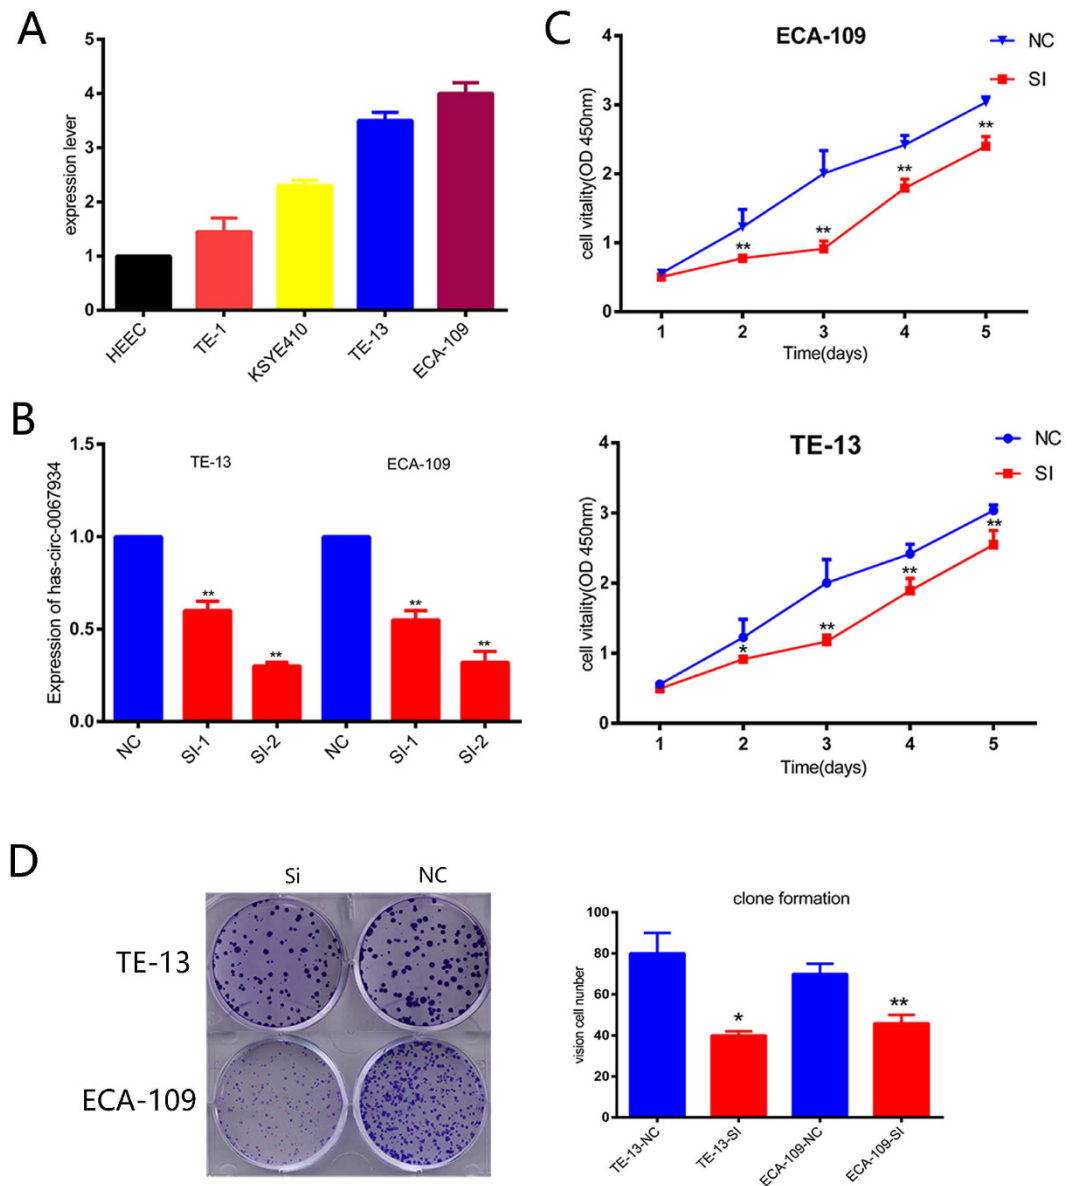 A
5
4
3
2
1
0
expression lever
HEEC
TE-1
KSYE410
TE-13
ECA-109
C
ECA-109
NC
SI
4
3
2
1
0
cell vitality(OD 450nm)
**
**
**
**
1 2 3 4 5
Time(days)
B
1.5
1.0
0.5
0.0
Expression of has-circ-0067934
TE-13
ECA-109
**
**
**
**
NC
SI-1
SI-2
NC
SI-1
SI-2
TE-13
NC
SI
4
3
2
1
0
cell vitality(OD 450nm)
*
**
**
**
1 2 3 4 5
Time(days)
D
Si NC
TE-13
ECA-109
clone formation
100
80
60
40
20
0
vision cell nunber
*
**
TE-13-NC
TE-13-SI
ECA-109-NC
ECA-109-SI